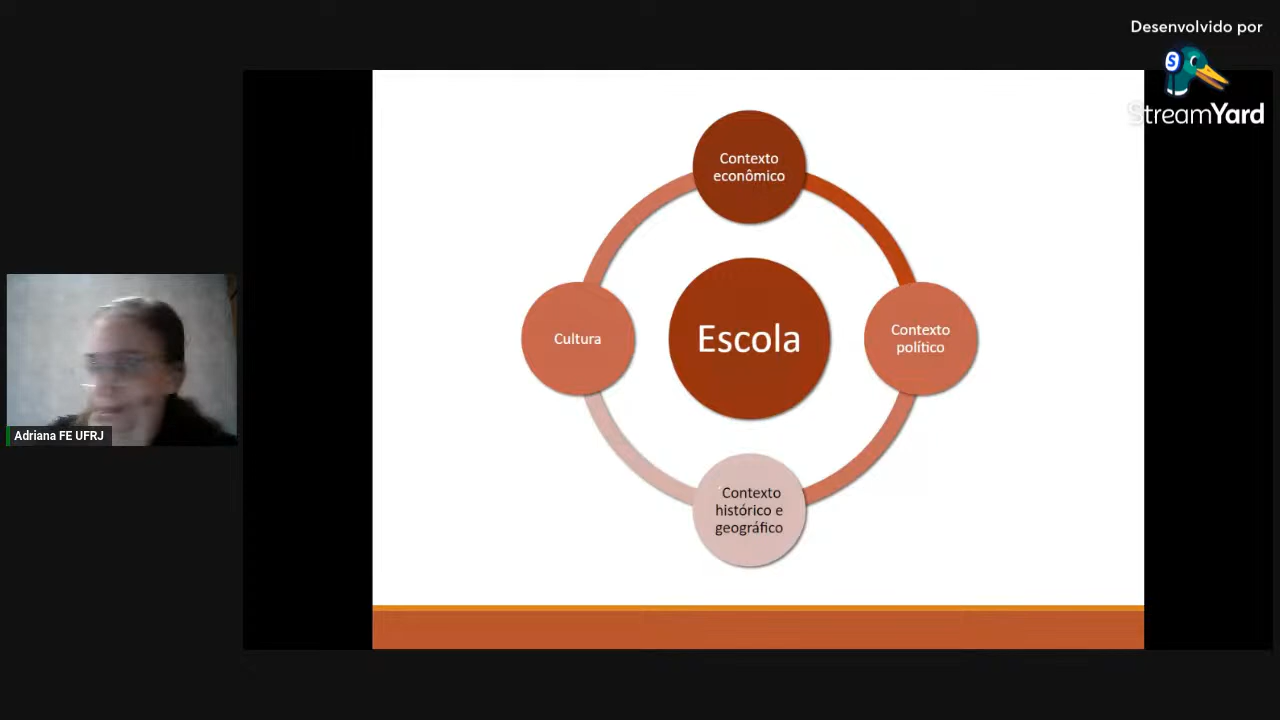 Desenvolvido por
StreamYard
Contexto
econômico
Cultura
Escola
Contexto
político
Contexto
histórico e
geográfico
Adriana FE UFRJ